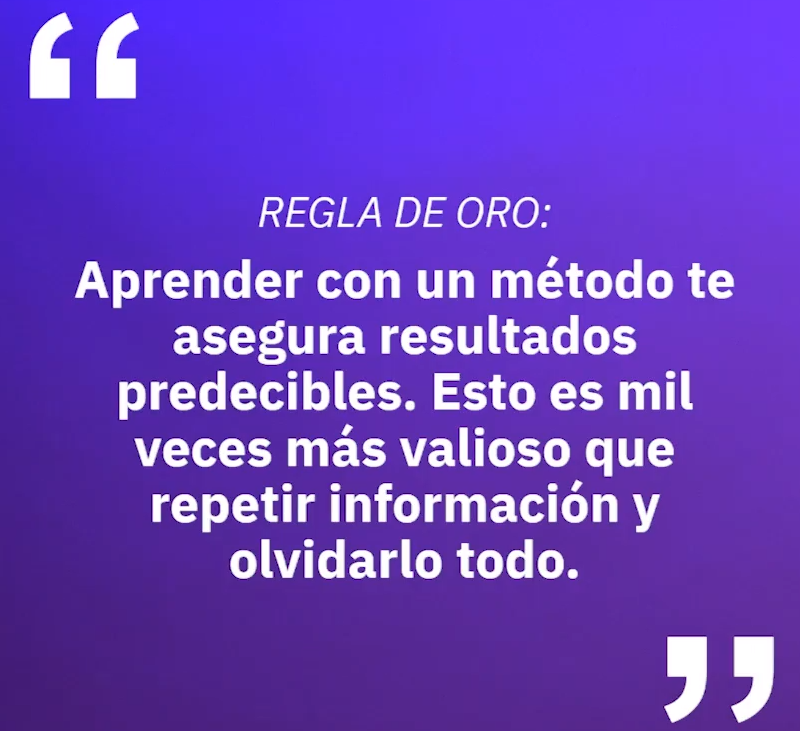 REGLA DE ORO:
Aprender con un método te
asegura resultados
predecibles. Esto es mil
veces más valioso que
repetir información y
olvidarlo todo.